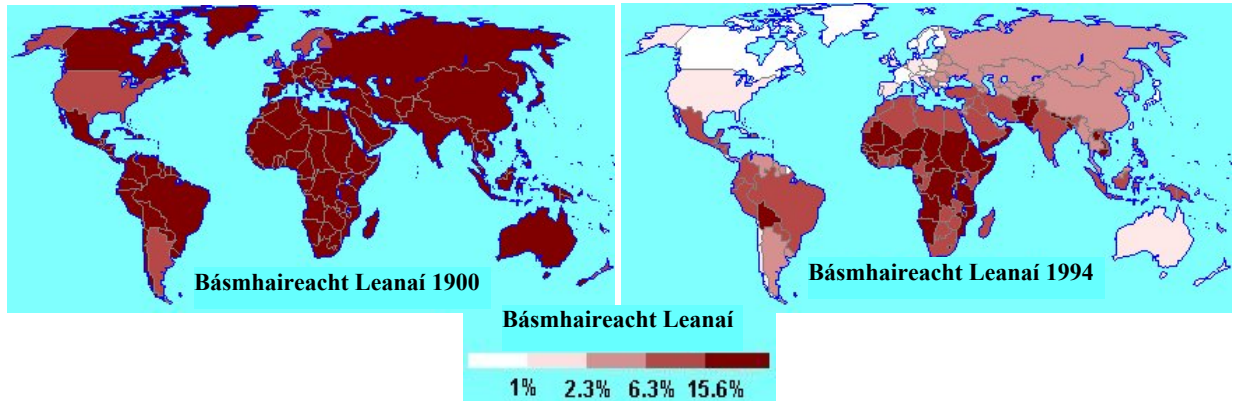 Básmhaireacht Leanaí 1900
Básmhaireacht Leanaí 1994
Básmhaireacht Leanaí
1% 2.3% 6.3% 15.6%